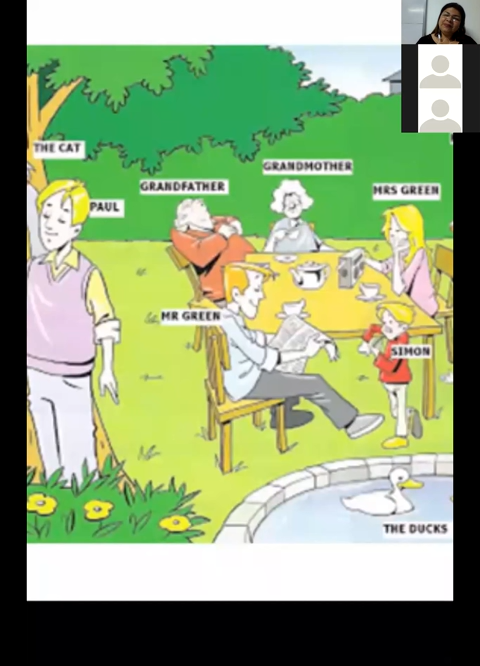 THE CAT
GRANDMOTHER
GRANDFATHER
MRS GREEN
PAUL
MR GREEN
SIMON
THE DUCKS